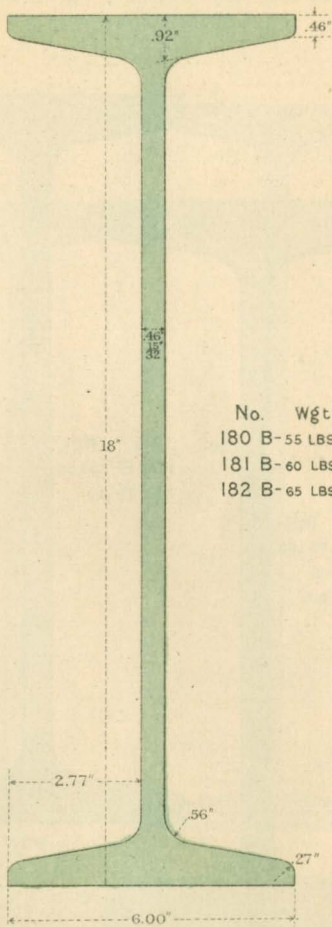 .46"
.92"
.46"
15"
32
No. Wgt
180 B-55 LBS
181 B-60 LBS
182 B-65 LBS
18"
2.77"
.56"
.27"
6.00"